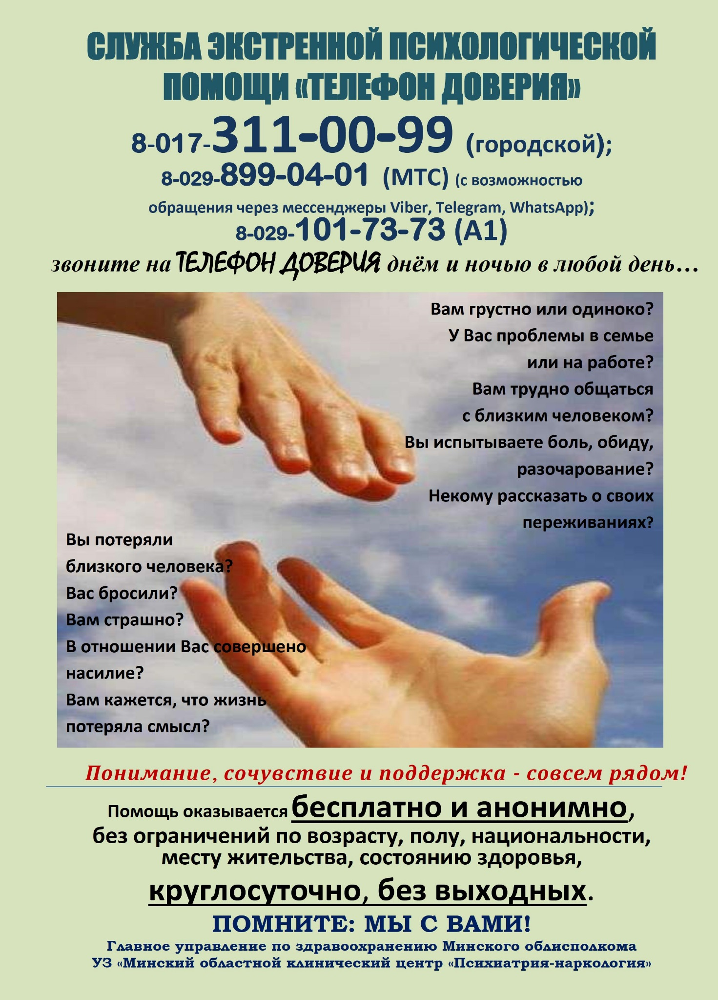 СЛУЖБА ЭКСТРЕННОЙ ПСИХОЛОГИЧЕСКОЙ
ПОМОЩИ «ТЕЛЕФОН ДОВЕРИЯ»
8-017-311-00-99 (городской);
8-029-899-04-01 (МТС) (с возможностью
обращения через мессенджеры Viber, Telegram, WhatsApp);
8-029-101-73-73 (А1)
звоните на ТЕЛЕФОН ДОВЕРИЯ днём и ночью в любой день…
Вам грустно или одиноко?
У Вас проблемы в семье
или на работе?
Вам трудно общаться
с близким человеком?
Вы испытываете боль, обиду,
разочарование?
Некому рассказать о своих
переживаниях?
Вы потеряли
близкого человека?
Вас бросили?
Вам страшно?
В отношении Вас совершено
насилие?
Вам кажется, что жизнь
потеряла смысл?
Понимание, сочувствие и поддержка - совсем рядом!
Помощь оказывается бесплатно и анонимно,
без ограничений по возрасту, полу, национальности,
месту жительства, состоянию здоровья,
круглосуточно, без выходных.
ПОМНИТЕ: МЫ С ВАМИ!
Главное управление по здравоохранению Минского облисполкома
УЗ «Минский областной клинический центр «Психиатрия-наркология»